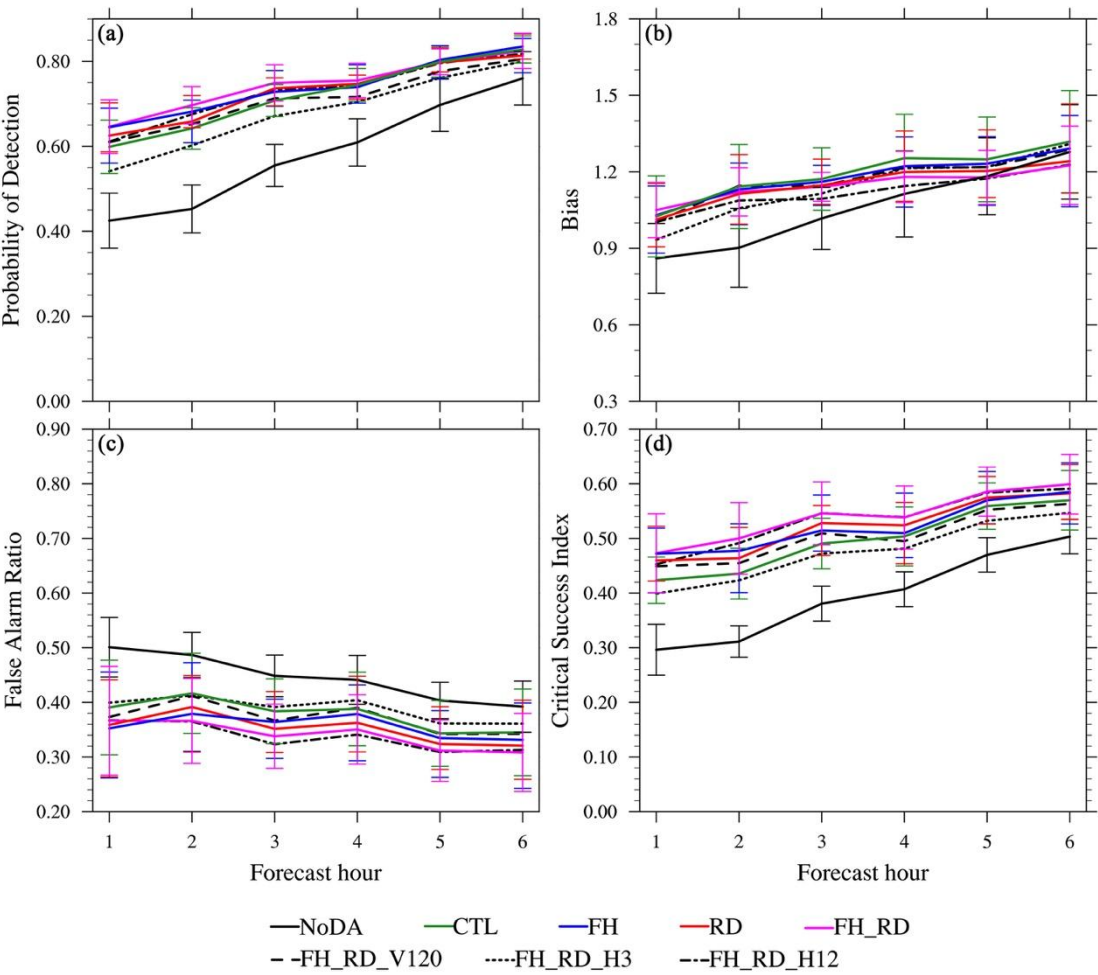 (a)
Probability of Detection
0.80
0.60
0.40
0.20
0.00
(b)
Bias
1.8
1.5
1.2
0.9
0.6
0.3
(c)
False Alarm Ratio
0.90
0.80
0.70
0.60
0.50
0.40
0.30
0.20
1 2 3 4 5 6
Forecast hour
(d)
Critical Success Index
0.70
0.60
0.50
0.40
0.30
0.20
0.10
0.00
1 2 3 4 5 6
Forecast hour
NoDA CTL FH RD FH_RD
FH_RD_V120 FH_RD_H3 FH_RD_H12